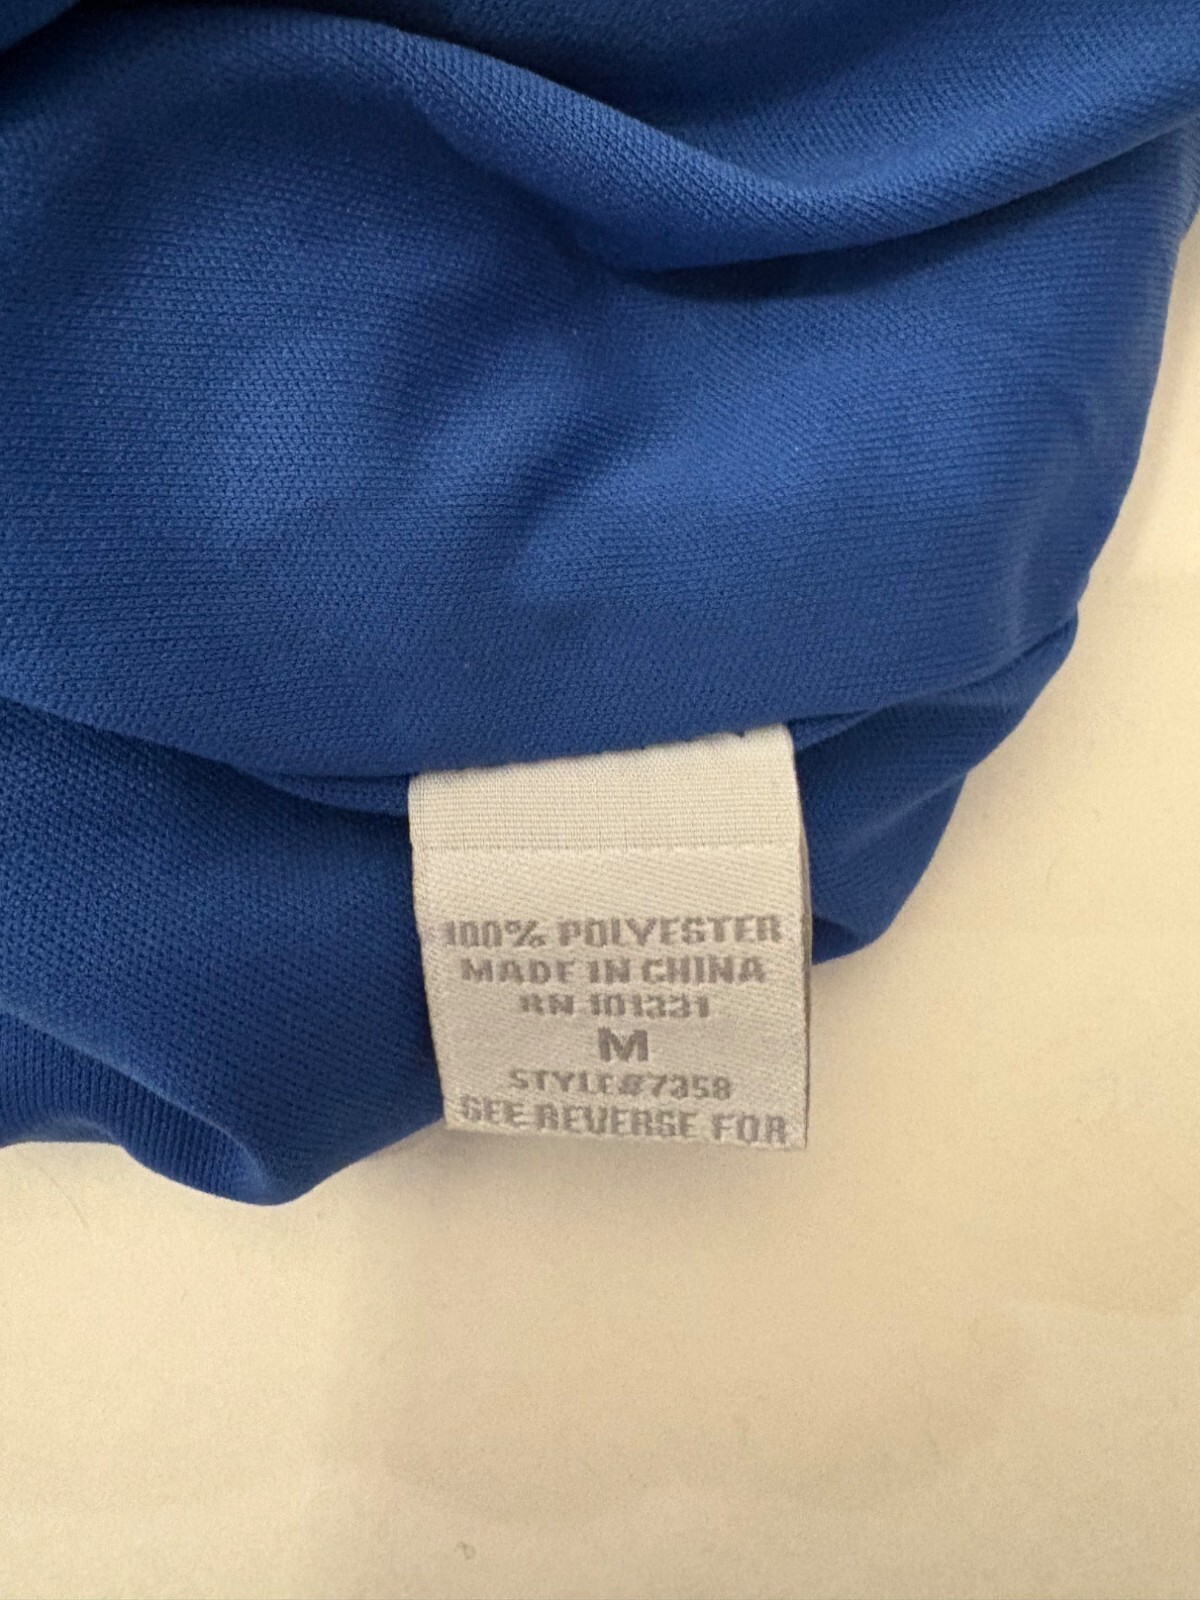 100% POLYESTER
MADE IN CHINA
RN 101331
M
STYLE#7358
SEE REVERSE FOR